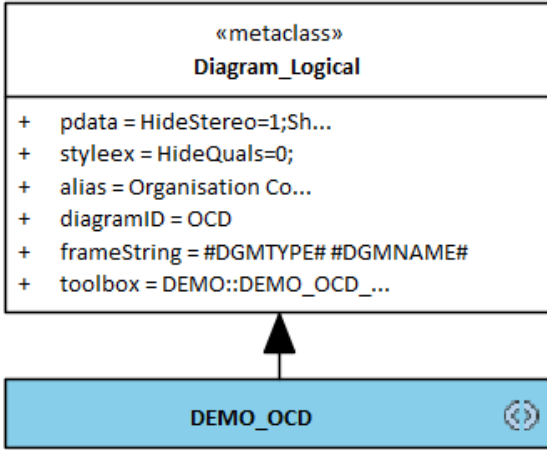 «metaclass»
Diagram_Logical
+ pdata = HideStereo=1;Sh...
+ styleex = HideQuals=0;
+ alias = Organisation Co...
+ diagramID = OCD
+ frameString = #DGMTYPE# #DGMNAME#
+ toolbox = DEMO::DEMO_OCD_...
DEMO_OCD